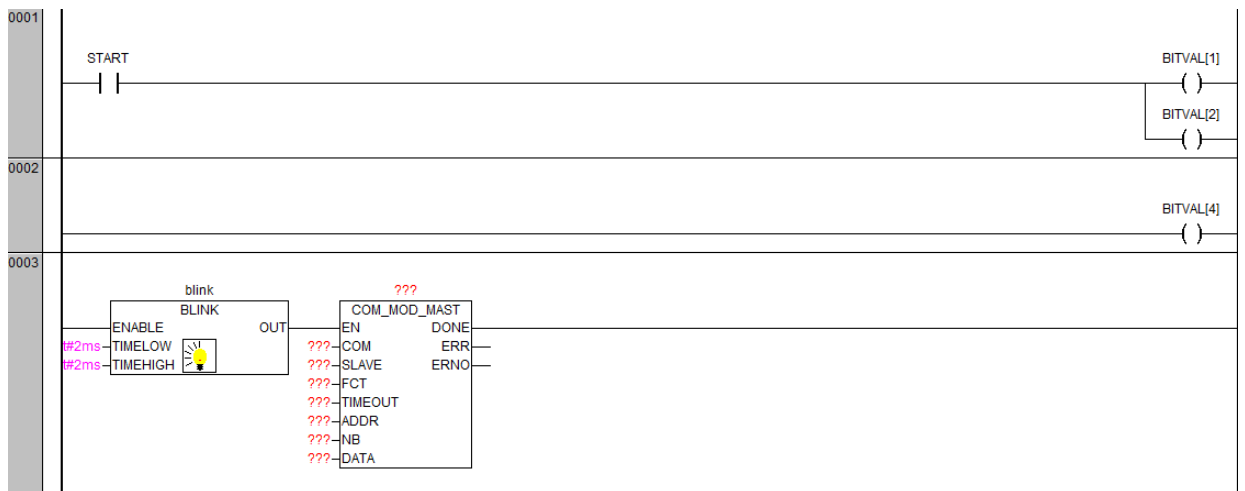 0001
START
BITVAL[1]
BITVAL[2]
0002
BITVAL[4]
0003
blink
???
BLINK
COM_MOD_MAST
ENABLE OUT
EN DONE
t#2ms TIMELOW
??? COM ERR
t#2ms TIMEHIGH
??? SLAVE ERNO
??? FCT
??? TIMEOUT
??? ADDR
??? NB
??? DATA